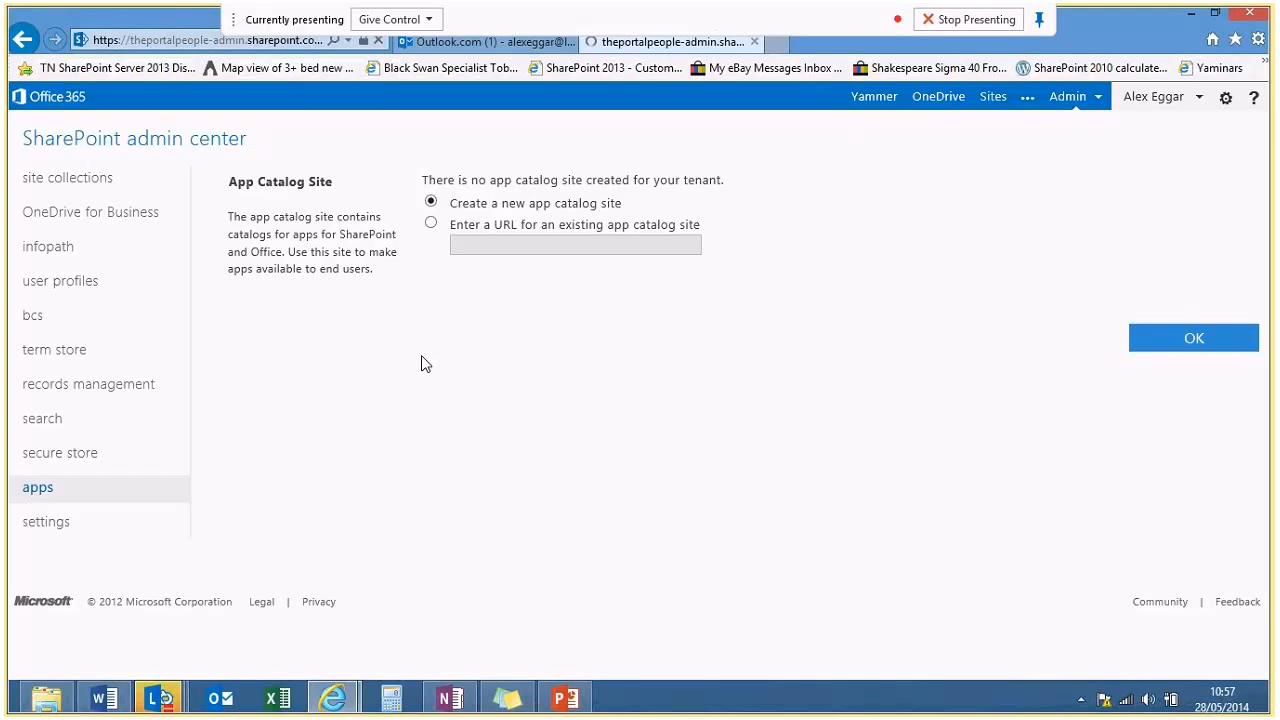 Currently presenting
Give Control
Stop Presenting
https://theportalpeople-admin.sharepoint.co...
Outlook.com (1) - alexeggar@l...
theportalpeople-admin.sha...
TN SharePoint Server 2013 Dis...
Map view of 3+ bed new ...
Black Swan Specialist Tob...
SharePoint 2013 - Custom...
My eBay Messages Inbox ...
Shakespeare Sigma 40 Fro...
SharePoint 2010 calculate...
Yaminars
Office 365
Yammer
OneDrive
Sites
Admin
Alex Eggar
?
SharePoint admin center
site collections
OneDrive for Business
infopath
user profiles
bcs
term store
records management
search
secure store
apps
settings
App Catalog Site
The app catalog site contains
catalogs for apps for SharePoint
and Office. Use this site to make
apps available to end users.
There is no app catalog site created for your tenant.
Create a new app catalog site
Enter a URL for an existing app catalog site
OK
Microsoft
© 2012 Microsoft Corporation
Legal | Privacy
Community | Feedback
10:57
28/05/2014